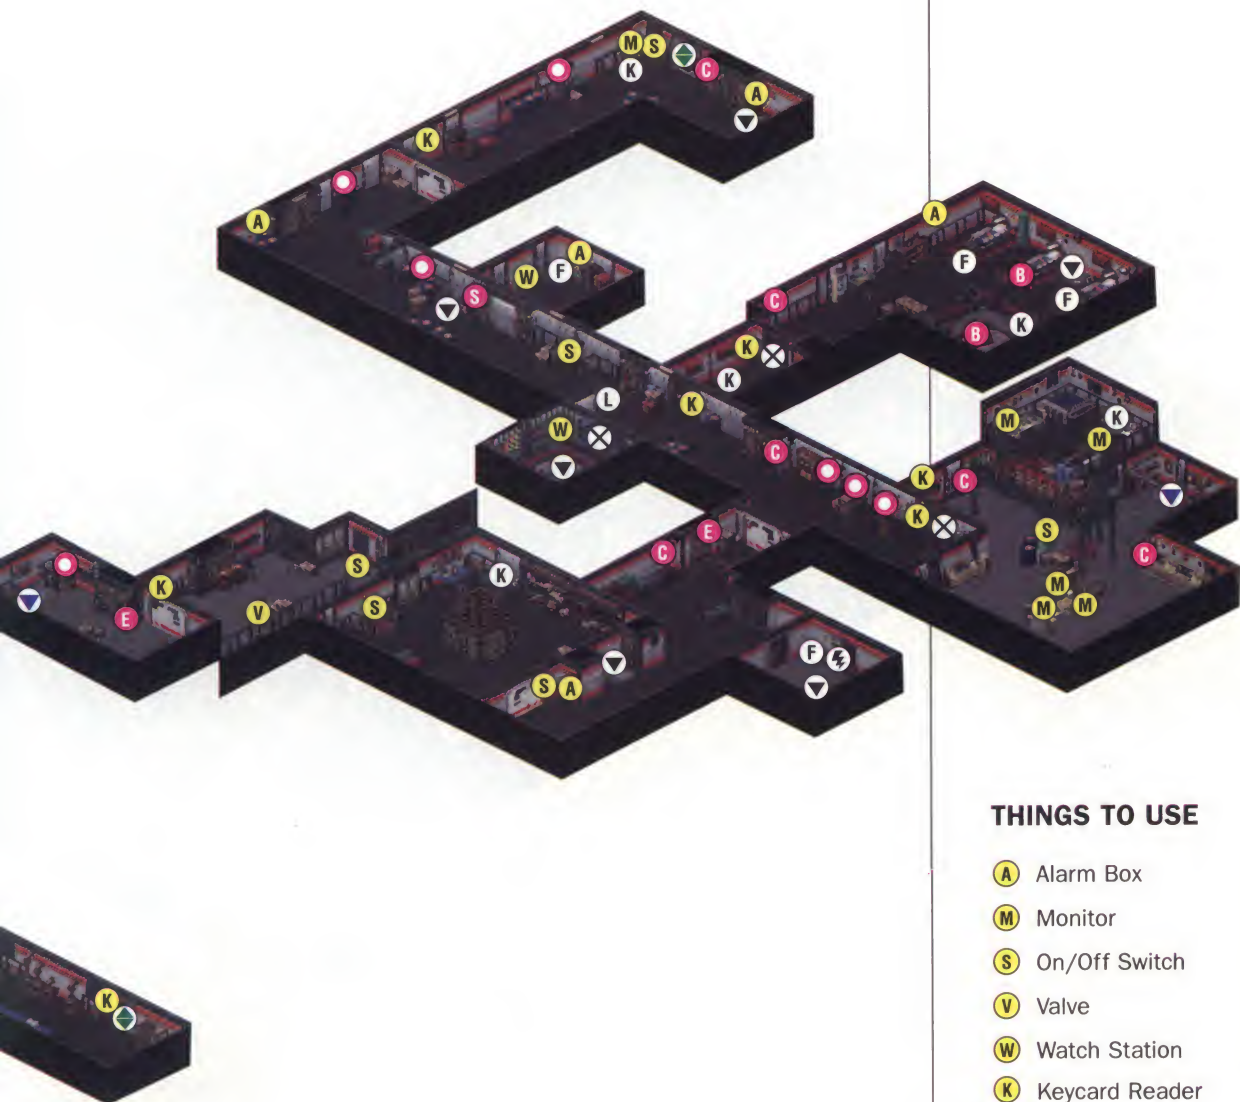 M S C
K
A
K
A
A
W F A
S
S
L
W
K
K
C
A
F
B
F
K
B
K
C
K
C
K
M
K
M
S
C
M
M M
E
C
K
S
S
K
V
E
S A
F
K
THINGS TO USE
A Alarm Box
M Monitor
S On/Off Switch
V Valve
W Watch Station
K Keycard Reader